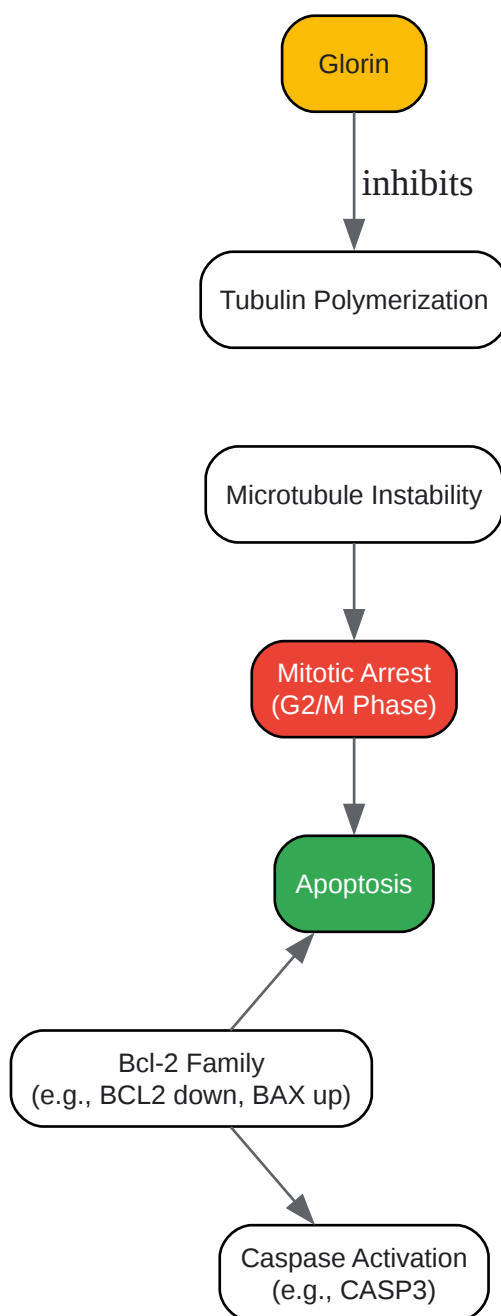 Glorin
inhibits
Tubulin Polymerization
Microtubule Instability
Mitotic Arrest
(G2/M Phase)
Apoptosis
Bcl-2 Family
(e.g., BCL2 down, BAX up)
Caspase Activation
(e.g., CASP3)